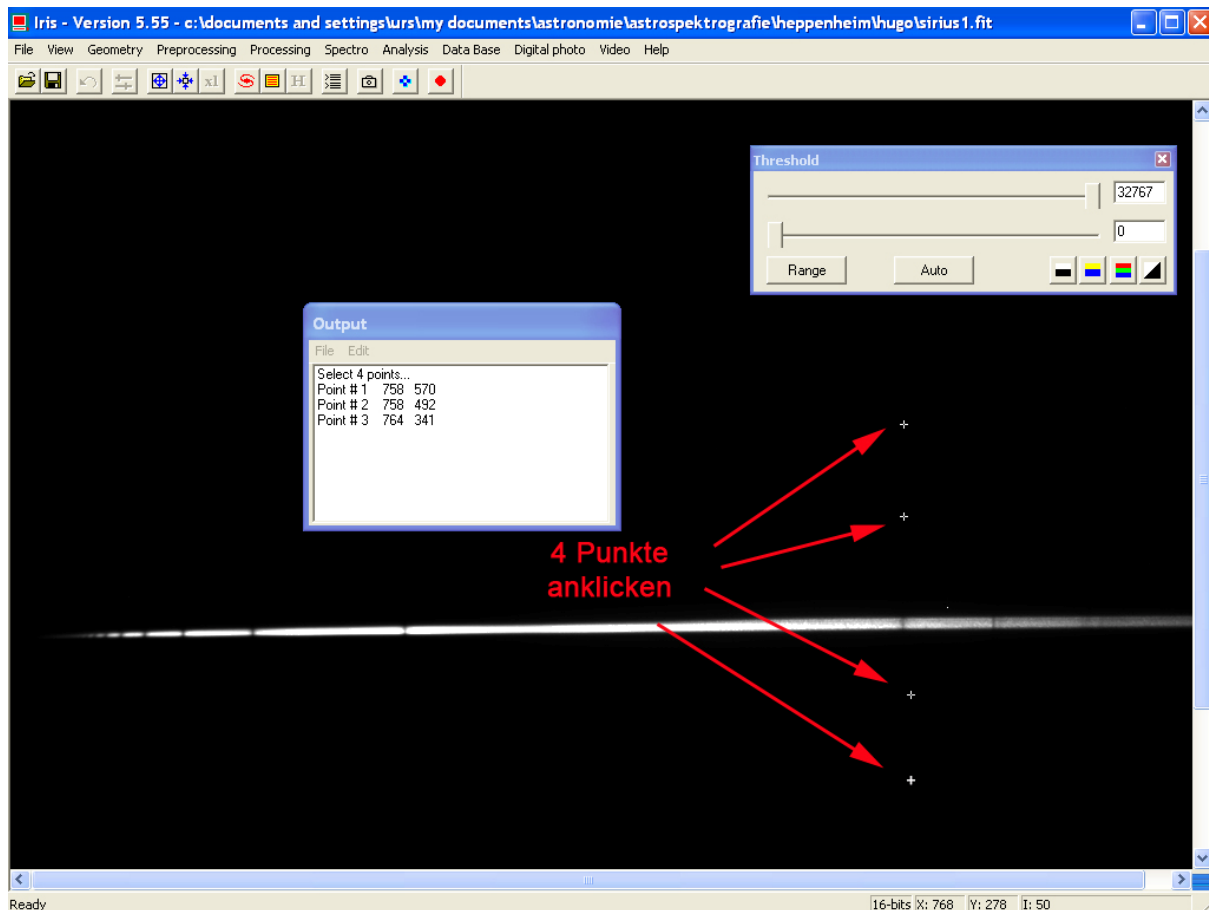 Iris - Version 5.55 - c:\documents and settings\urs\my documents\astronomie\astrospektrografie\heppenheim\hugo\sirius1.fit
File View Geometry Preprocessing Processing Spectro Analysis Data Base Digital photo Video Help
x1 H
Threshold
32767
0
Range Auto
Output
File Edit
Select 4 points...
Point # 1 758 570
Point # 2 758 492
Point # 3 764 341
4 Punkte
anklicken
Ready 16-bits X: 768 Y: 278 I: 50